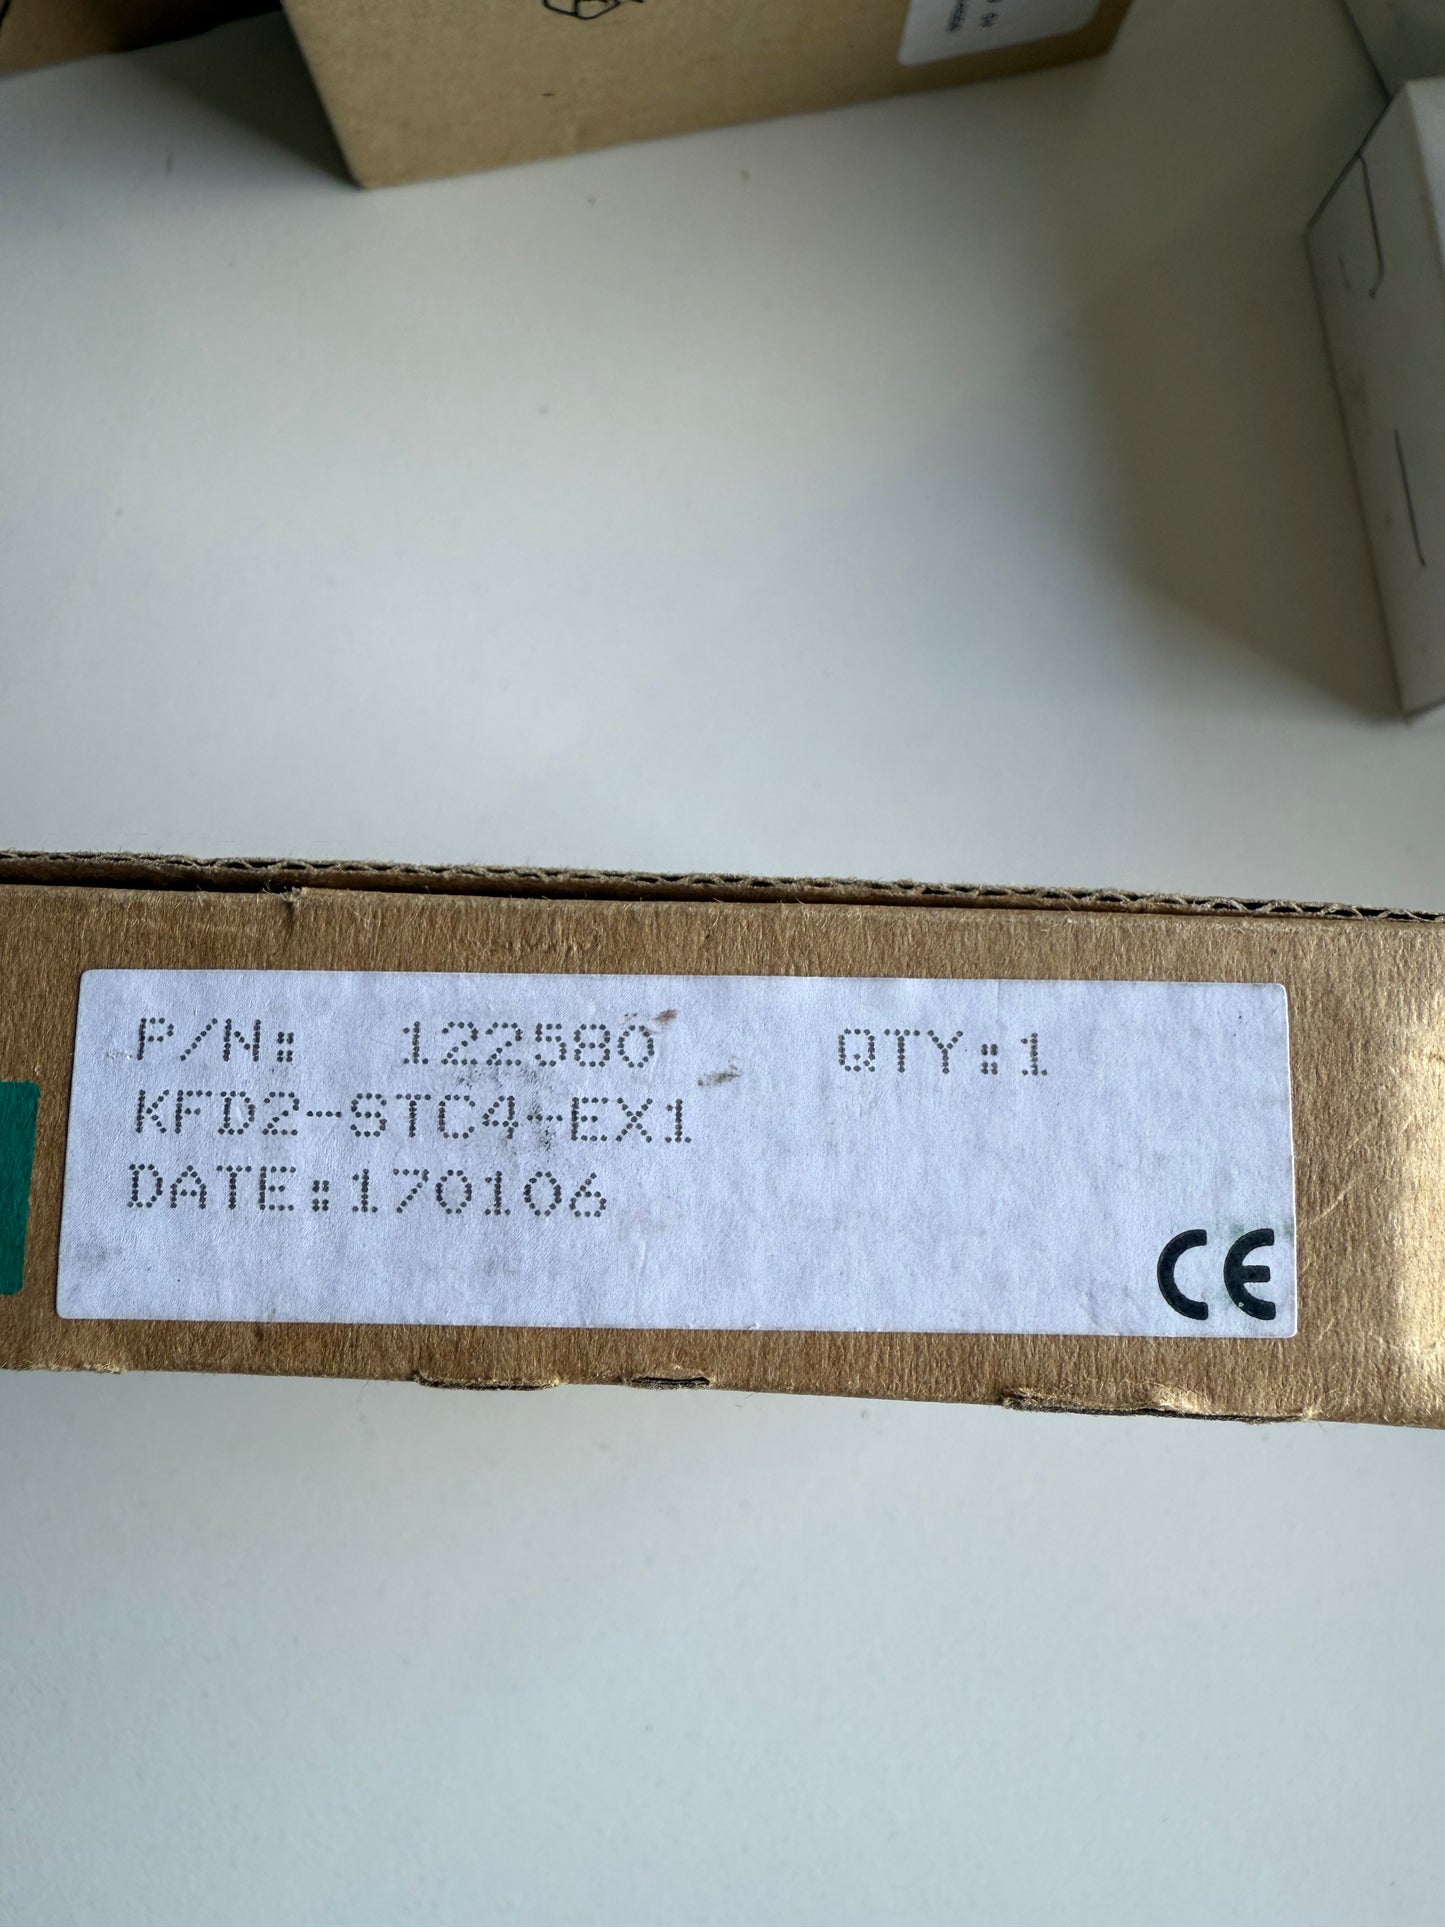 P/N: 122580 QTY:1
KFD2-STC4-EX1
DATE:170106
CE